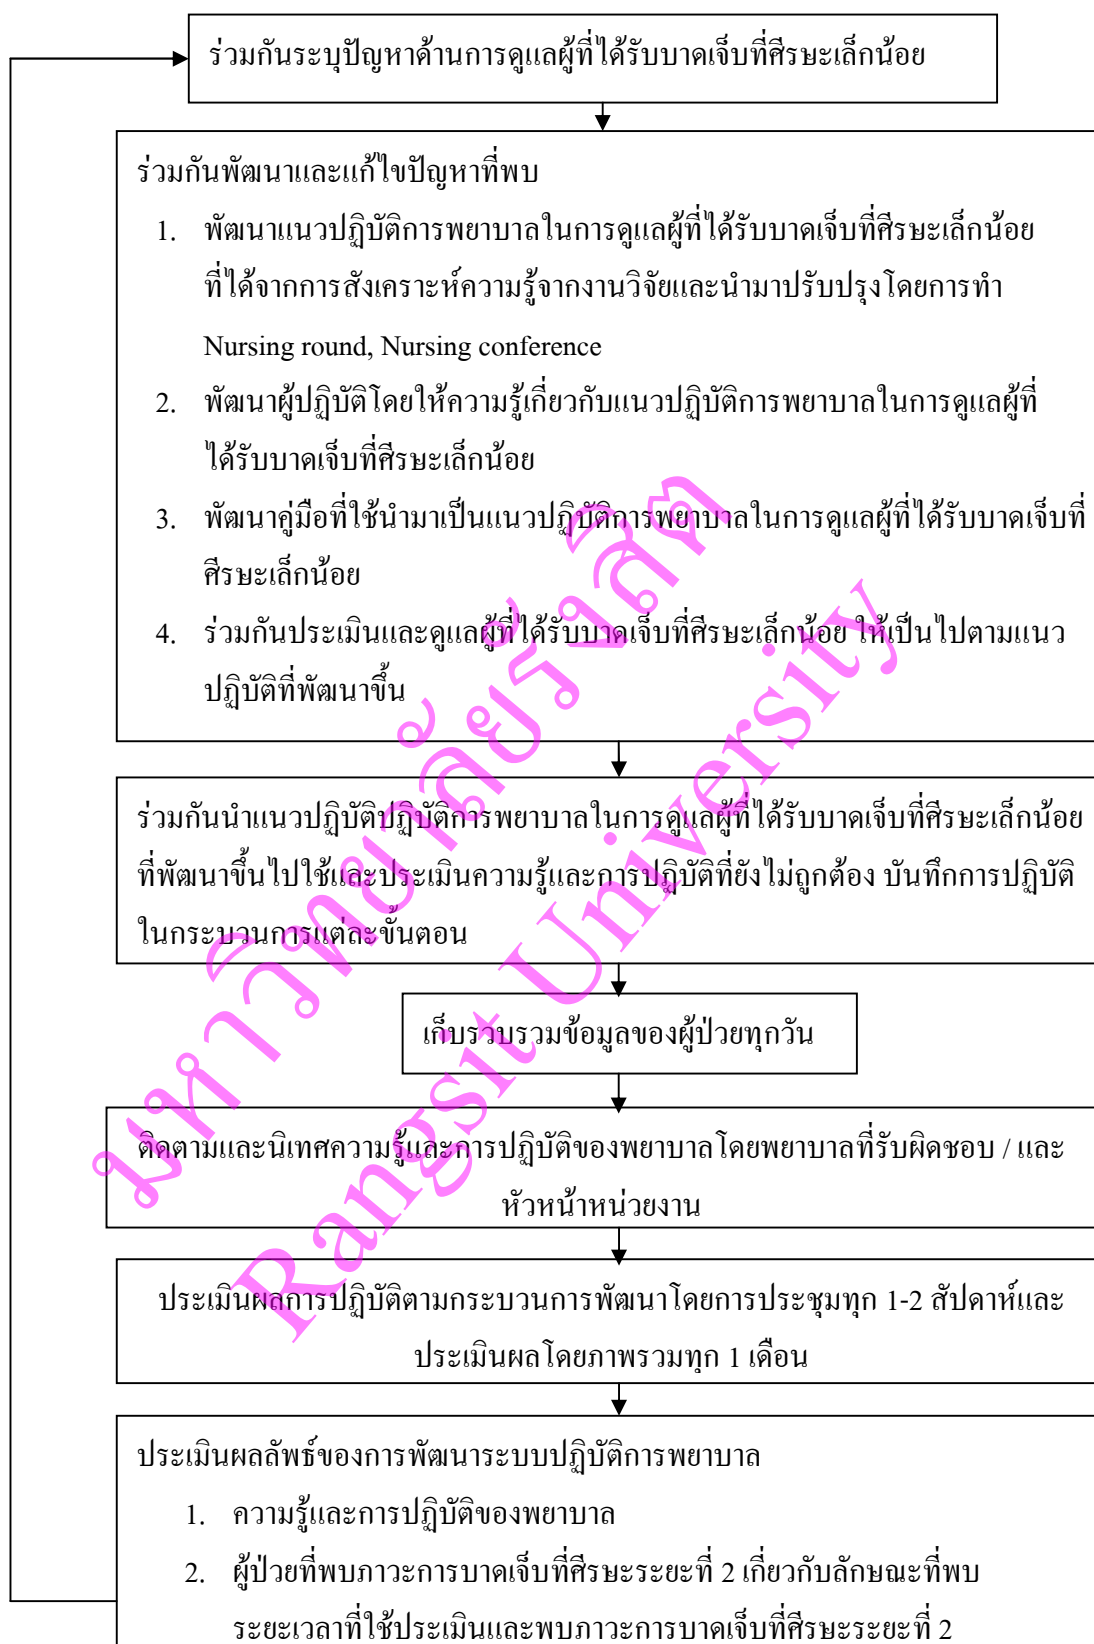 ร่วมกันระบุปัญหาด้านการดูแลผู้ที่ได้รับบาดเจ็บที่ศีรษะเล็กน้อย
ร่วมกันพัฒนาและแก้ไขปัญหาที่พบ
1. พัฒนาแนวปฏิบัติการพยาบาลในการดูแลผู้ที่ได้รับบาดเจ็บที่ศีรษะเล็กน้อย
ที่ได้จากการสังเคราะห์ความรู้จากงานวิจัยและนำมาปรับปรุงโดยการทำ
Nursing round, Nursing conference
2. พัฒนาผู้ปฏิบัติโดยให้ความรู้เกี่ยวกับแนวปฏิบัติการพยาบาลในการดูแลผู้ที่
ได้รับบาดเจ็บที่ศีรษะเล็กน้อย
3. พัฒนาคู่มือที่ใช้นำมาเป็นแนวปฏิบัติการพยาบาลในการดูแลผู้ที่ได้รับบาดเจ็บที่
ศีรษะเล็กน้อย
4. ร่วมกันประเมินและดูแลผู้ที่ได้รับบาดเจ็บที่ศีรษะเล็กน้อย ให้เป็นไปตามแนว
ปฏิบัติที่พัฒนาขึ้น
ร่วมกันนำแนวปฏิบัติปฏิบัติการพยาบาลในการดูแลผู้ที่ได้รับบาดเจ็บที่ศีรษะเล็กน้อย
ที่พัฒนาขึ้นไปใช้และประเมินความรู้และการปฏิบัติที่ยังไม่ถูกต้อง บันทึกการปฏิบัติ
ในกระบวนการแต่ละขั้นตอน
เก็บรวบรวมข้อมูลของผู้ป่วยทุกวัน
ติดตามและนิเทศความรู้และการปฏิบัติของพยาบาลโดยพยาบาลที่รับผิดชอบ / และ
หัวหน้าหน่วยงาน
ประเมินผลการปฏิบัติตามกระบวนการพัฒนาโดยการประชุมทุก 1-2 สัปดาห์และ
ประเมินผลโดยภาพรวมทุก 1 เดือน
ประเมินผลลัพธ์ของการพัฒนาระบบปฏิบัติการพยาบาล
1. ความรู้และการปฏิบัติของพยาบาล
2. ผู้ป่วยที่พบภาวะการบาดเจ็บที่ศีรษะระยะที่ 2 เกี่ยวกับลักษณะที่พบ
ระยะเวลาที่ใช้ประเมินและพบภาวะการบาดเจ็บที่ศีรษะระยะที่ 2
มหาวิทยาลัยรังสิต
Rangsit University